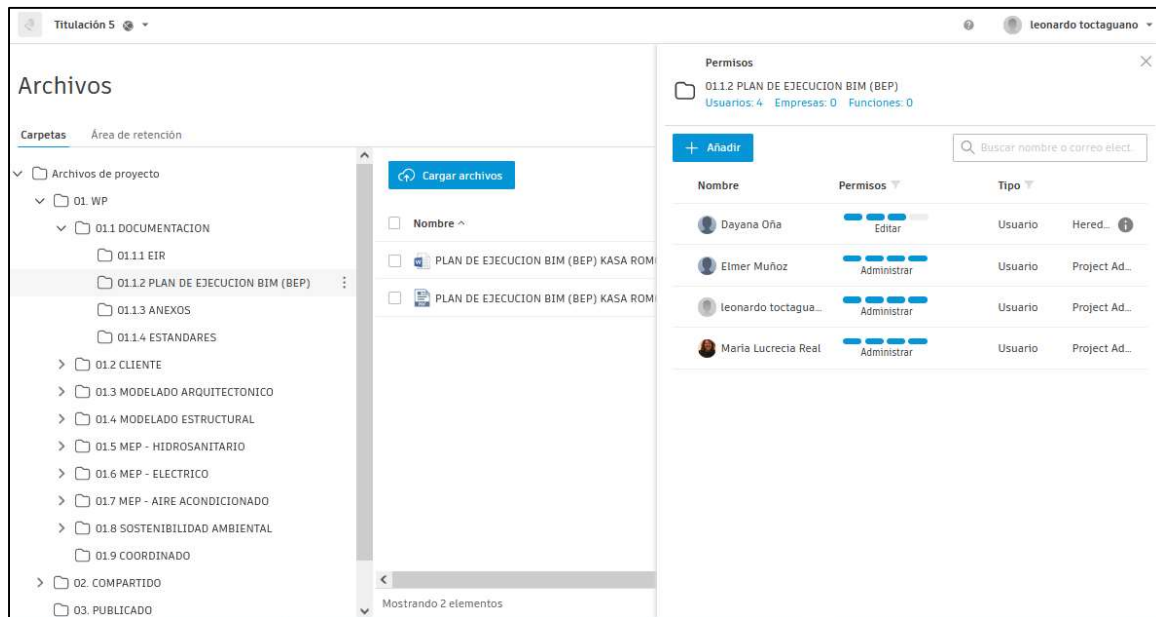 Titulación 5
leonardo toctaguano
Archivos
Carpetas Área de retención
Archivos de proyecto
01. WP
01.1 DOCUMENTACION
01.1.1 EIR
01.1.2 PLAN DE EJECUCION BIM (BEP)
01.1.3 ANEXOS
01.1.4 ESTANDARES
01.2 CLIENTE
01.3 MODELADO ARQUITECTONICO
01.4 MODELADO ESTRUCTURAL
01.5 MEP - HIDROSANITARIO
01.6 MEP - ELECTRICO
01.7 MEP - AIRE ACONDICIONADO
01.8 SOSTENIBILIDAD AMBIENTAL
01.9 COORDINADO
02. COMPARTIDO
03. PUBLICADO
Cargar archivos
Nombre
PLAN DE EJECUCION BIM (BEP) KASA ROM
PLAN DE EJECUCION BIM (BEP) KASA ROM
Mostrando 2 elementos
Permisos
01.1.2 PLAN DE EJECUCION BIM (BEP)
Usuarios: 4 Empresas: 0 Funciones: 0
Añadir
Buscar nombre o correo elect.
Nombre Permisos Tipo
Dayana Oña Editar Usuario Hered...
Elmer Muñoz Administrar Usuario Project Ad...
leonardo toctagua... Administrar Usuario Project Ad...
María Lucrecia Real Administrar Usuario Project Ad...